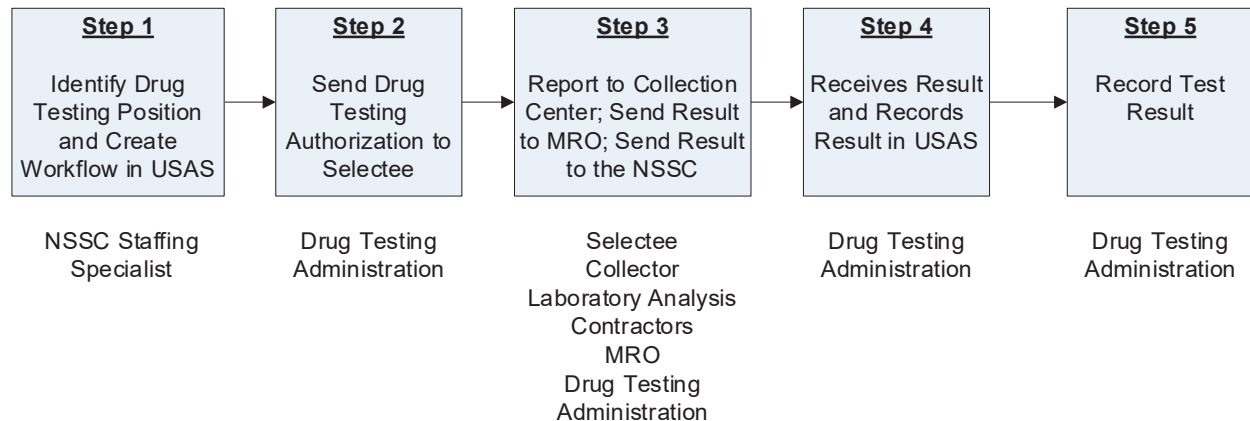 Step 1
Identify Drug
Testing Position
and Create
Workflow in USAS
Step 2
Send Drug
Testing
Authorization to
Selectee
Step 3
Report to Collection
Center; Send Result
to MRO; Send Result
to the NSSC
Step 4
Receives Result
and Records
Result in USAS
Step 5
Record Test
Result
NSSC Staffing
Specialist
Drug Testing
Administration
Selectee
Collector
Laboratory Analysis
Contractors
MRO
Drug Testing
Administration
Drug Testing
Administration
Drug Testing
Administration